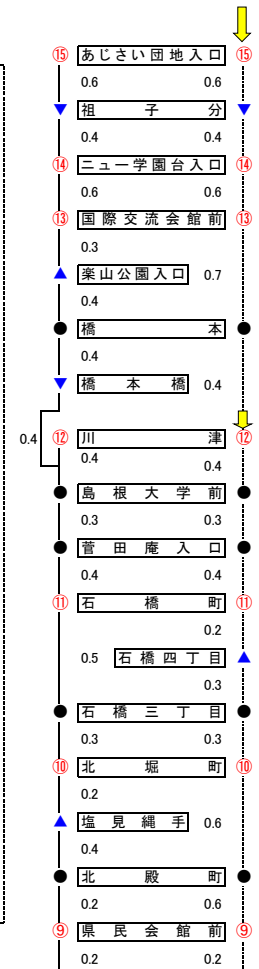 ⑮ あじさい団地入口 ⑮
0.6 0.6
祖子分
0.4 0.4
⑭ ニュー学園台入口 ⑭
0.6 0.6
⑬ 国際交流会館前 ⑬
0.3
楽山公園入口 0.7
0.4
橋本
0.4
橋本橋 0.4
0.4 ⑫ 川津 ⑫
0.4 0.4
島根大学前
0.3 0.3
菅田庵入口
0.4 0.4
⑪ 石橋町 ⑪
0.2
0.5 石橋四丁目
0.3
石橋三丁目
0.3 0.3
⑩ 北堀町 ⑩
0.2
塩見縄手 0.6
0.4
北殿町
0.2 0.6
⑨ 県民会館前 ⑨
0.2 0.2